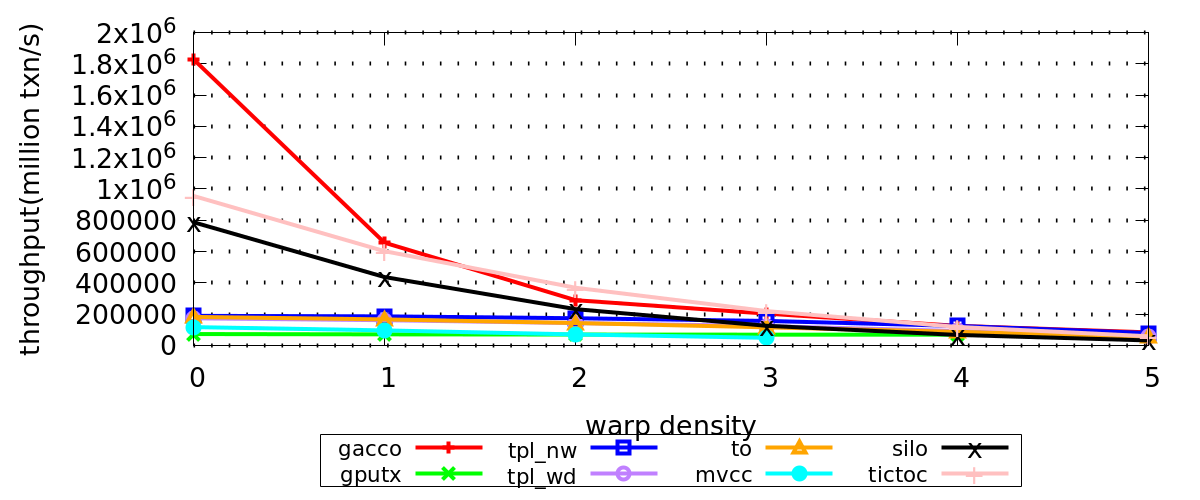 throughput(million txn/s)
2x10^6
1.8x10^6
1.6x10^6
1.4x10^6
1.2x10^6
1x10^6
800000
600000
400000
200000
0
0 1 2 3 4 5
warp density
gacco tpl_nw to silo
gputx tpl_wd mvcc tictoc